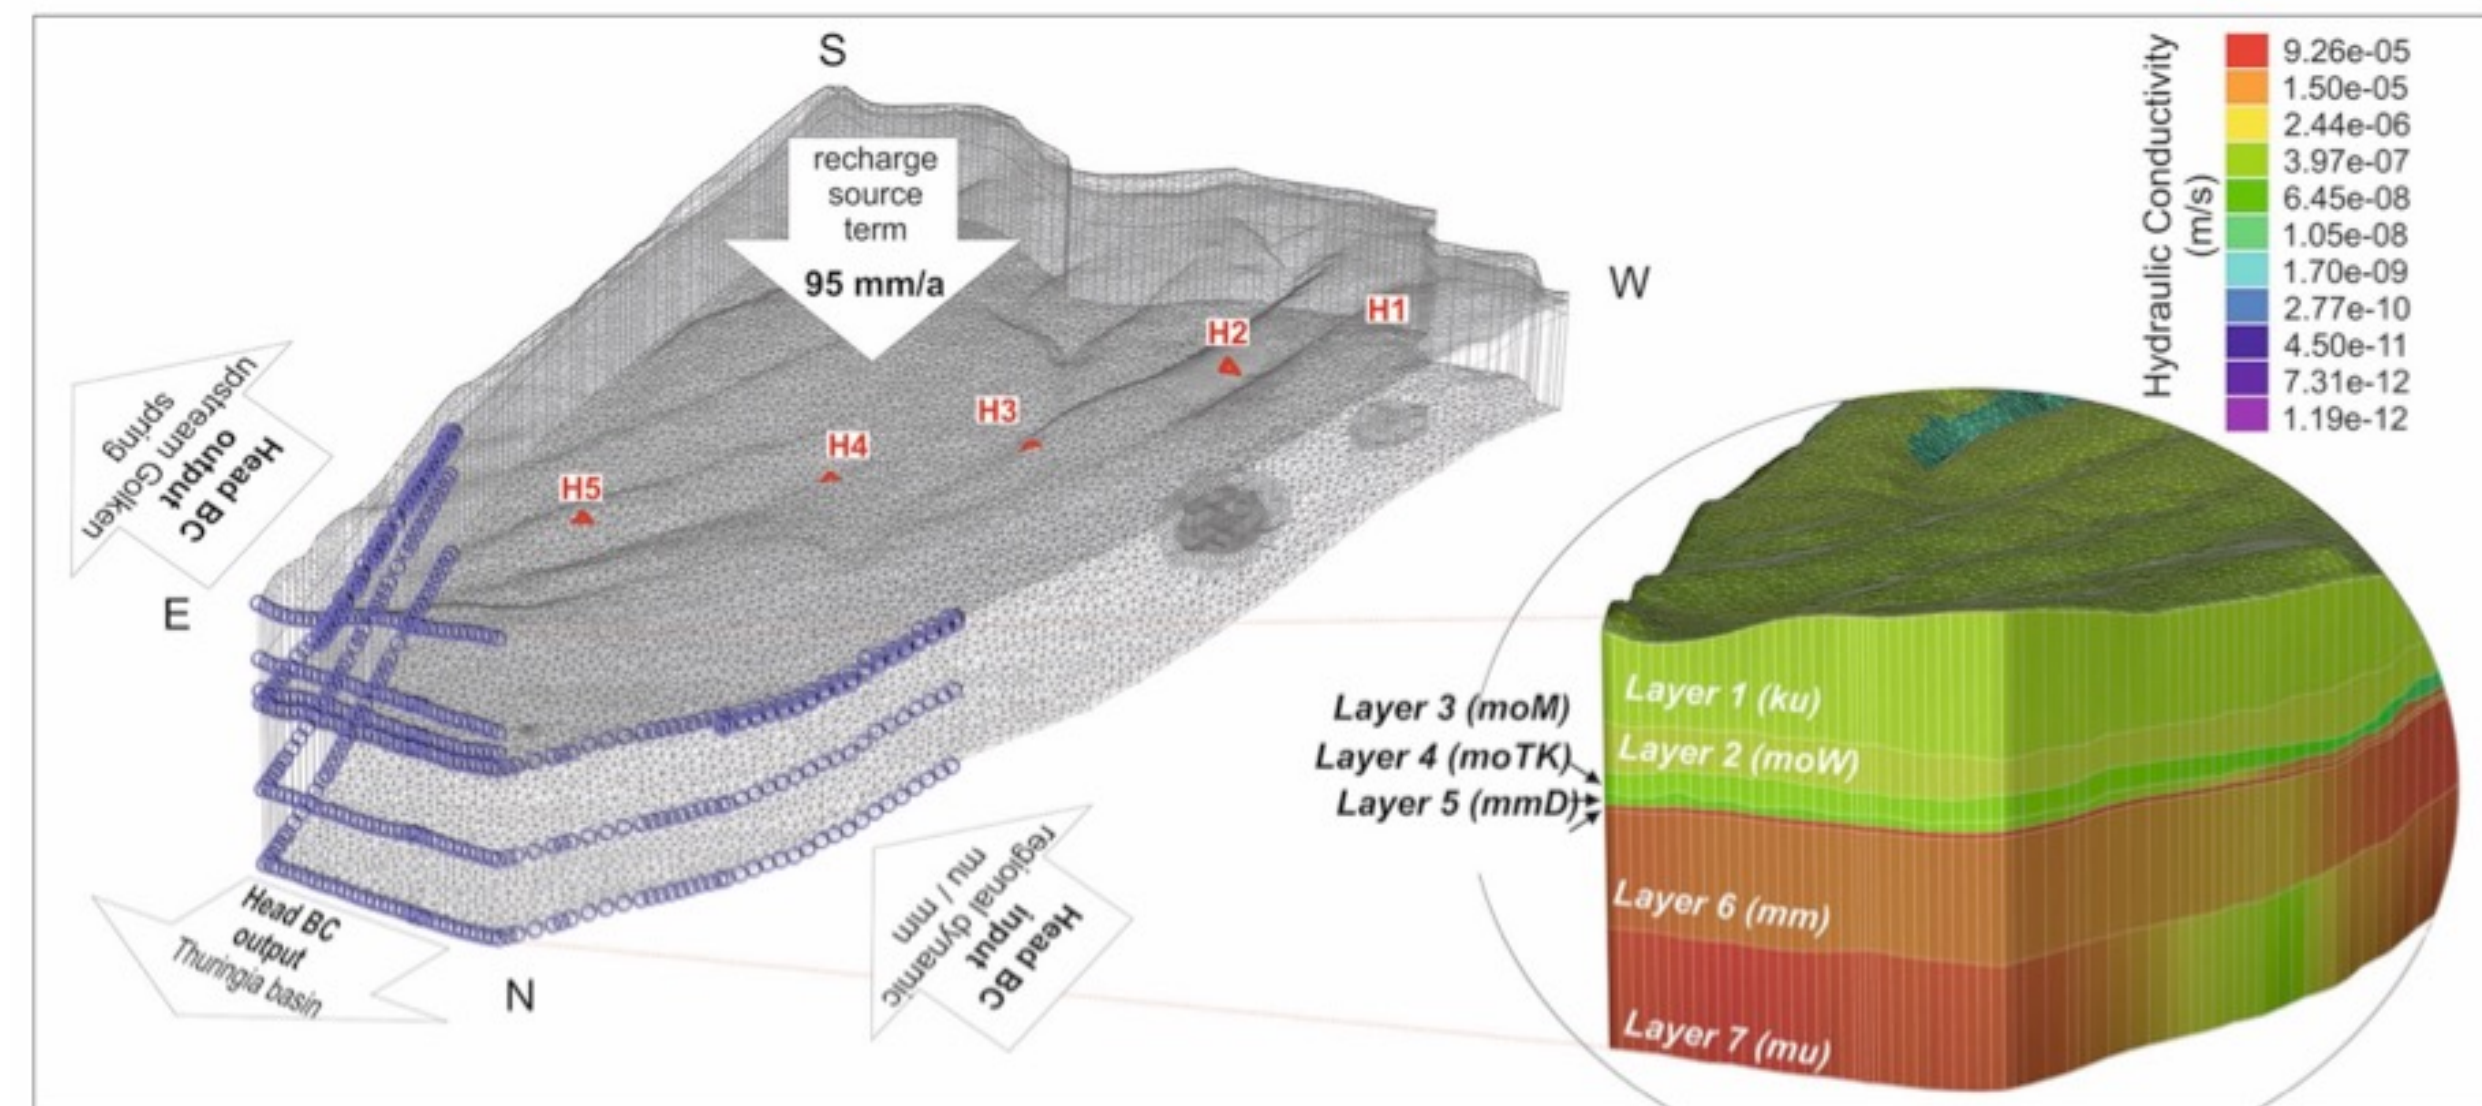 S
recharge
source
term
95 mm/a
W
H1
H2
H3
H4
H5
E
N
Head BC
output
upstream Golken
spring
Head BC
output
Thuringia basin
Head BC
input
regional dynamic
mu / mm
Hydraulic Conductivity
(m/s)
9.26e-05
1.50e-05
2.44e-06
3.97e-07
6.45e-08
1.05e-08
1.70e-09
2.77e-10
4.50e-11
7.31e-12
1.19e-12
Layer 1 (ku)
Layer 2 (moW)
Layer 3 (moM)
Layer 4 (moTK)
Layer 5 (mmD)
Layer 6 (mm)
Layer 7 (mu)